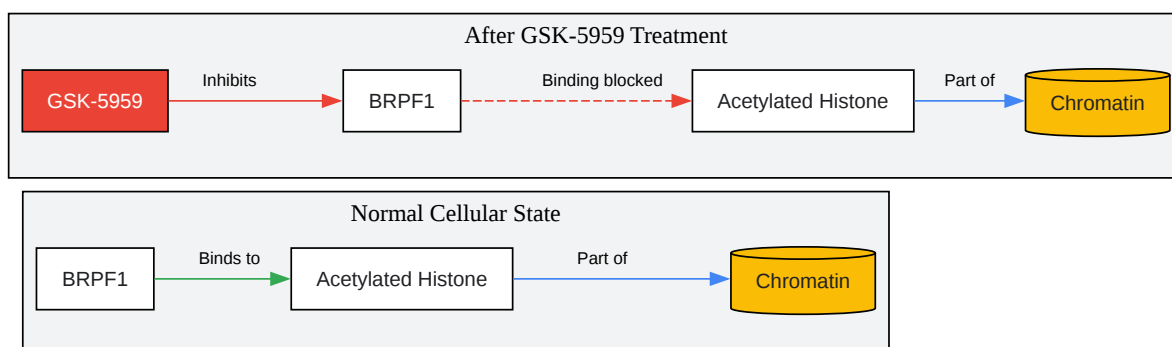 After GSK-5959 Treatment
GSK-5959
Inhibits
BRPF1
Binding blocked
Acetylated Histone
Part of
Chromatin
Normal Cellular State
BRPF1
Binds to
Acetylated Histone
Part of
Chromatin